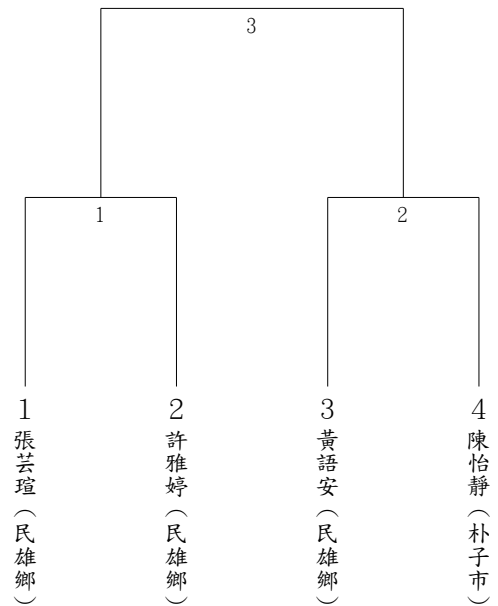 3
1
2
1 張芸瑄(民雄鄉)
2 許雅婷(民雄鄉)
3 黃語安(民雄鄉)
4 陳怡靜(朴子市)